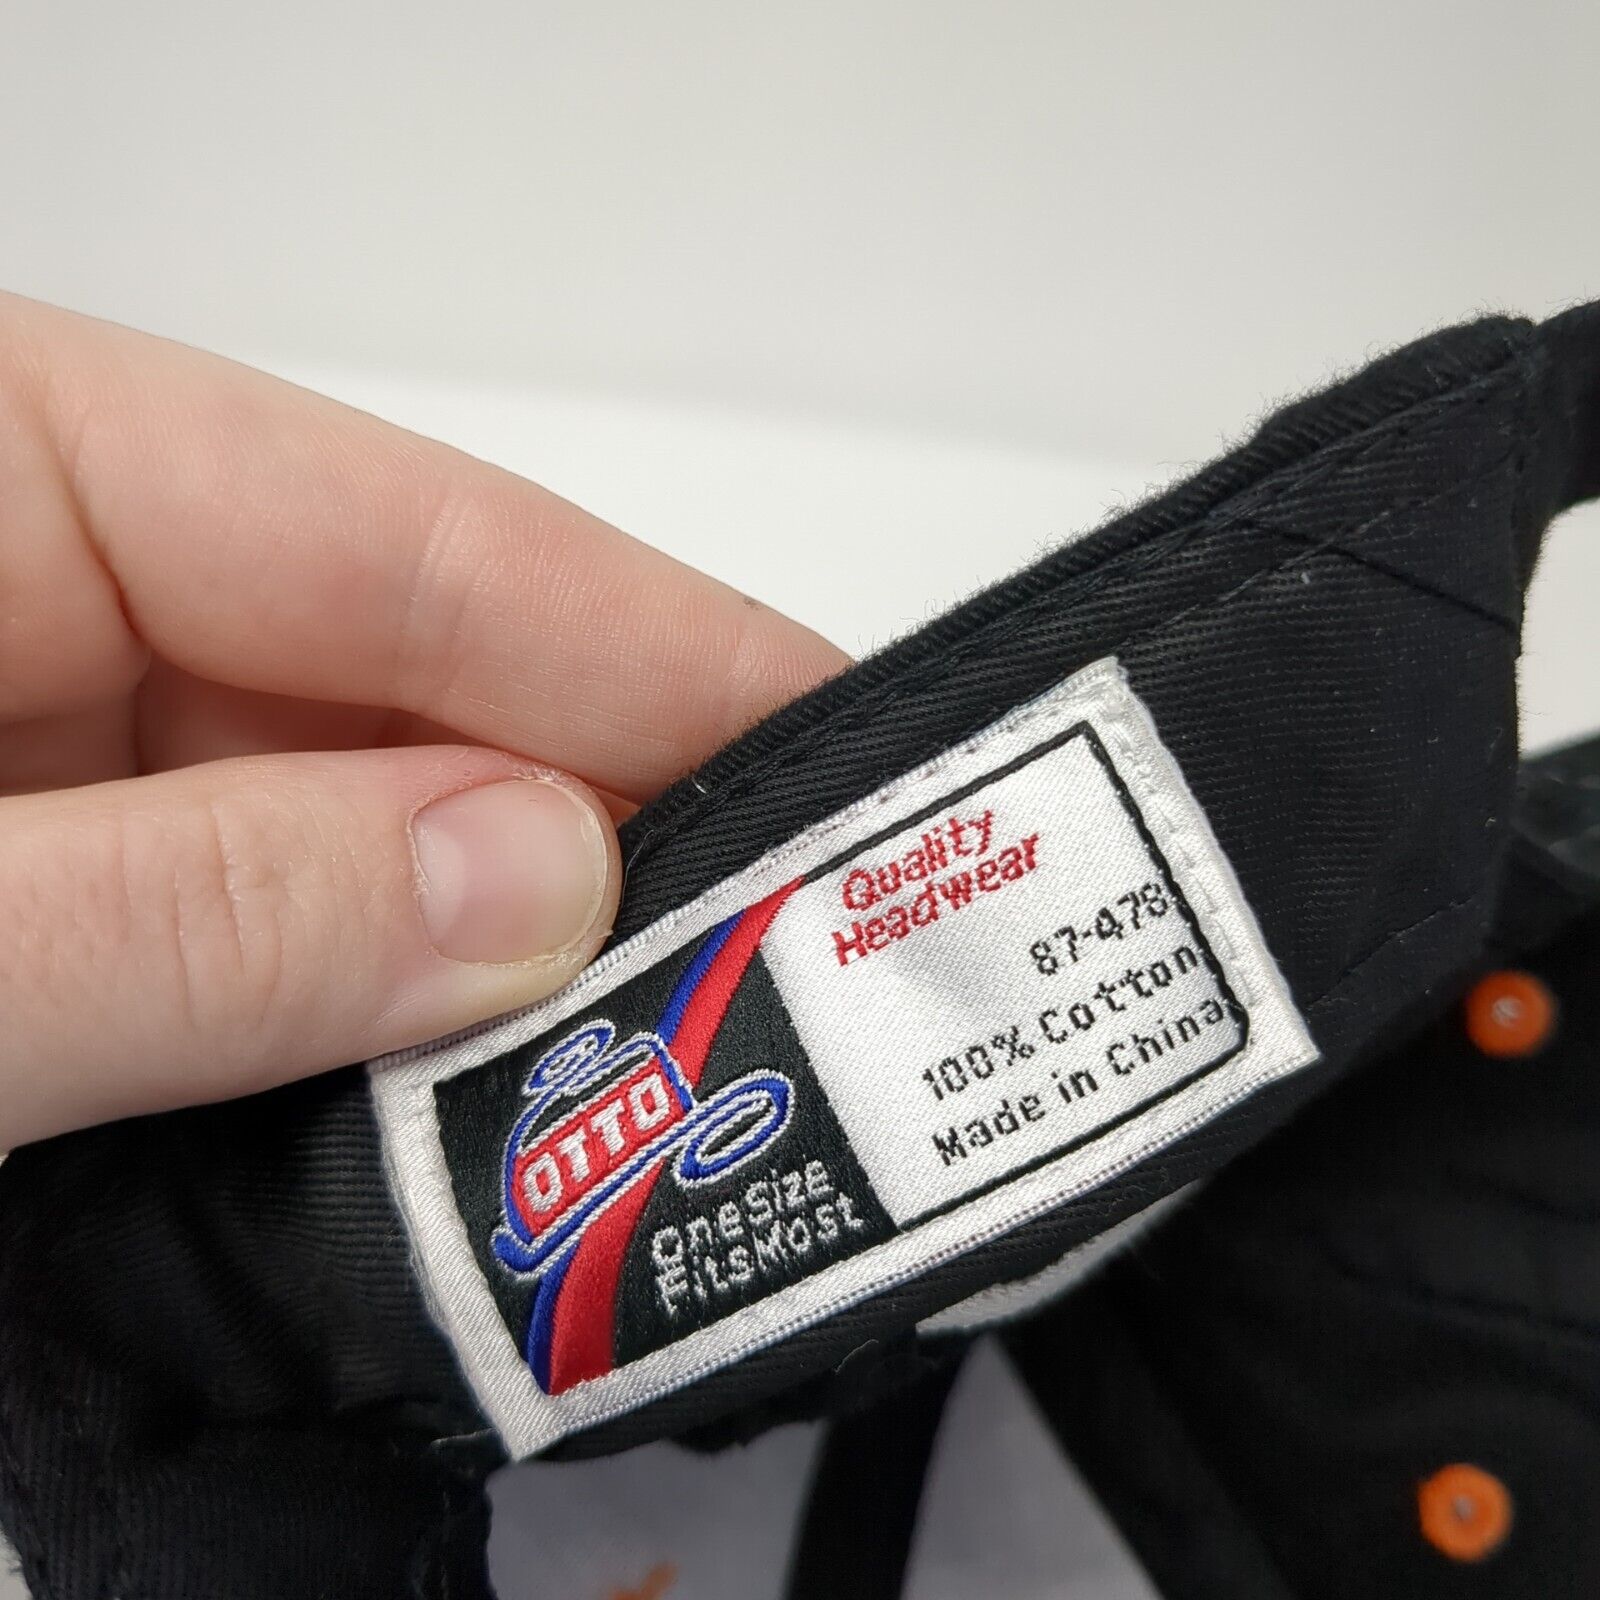 OTTO
One Size
Fits Most
Quality
Headwear
87-478
100% Cotton
Made in China